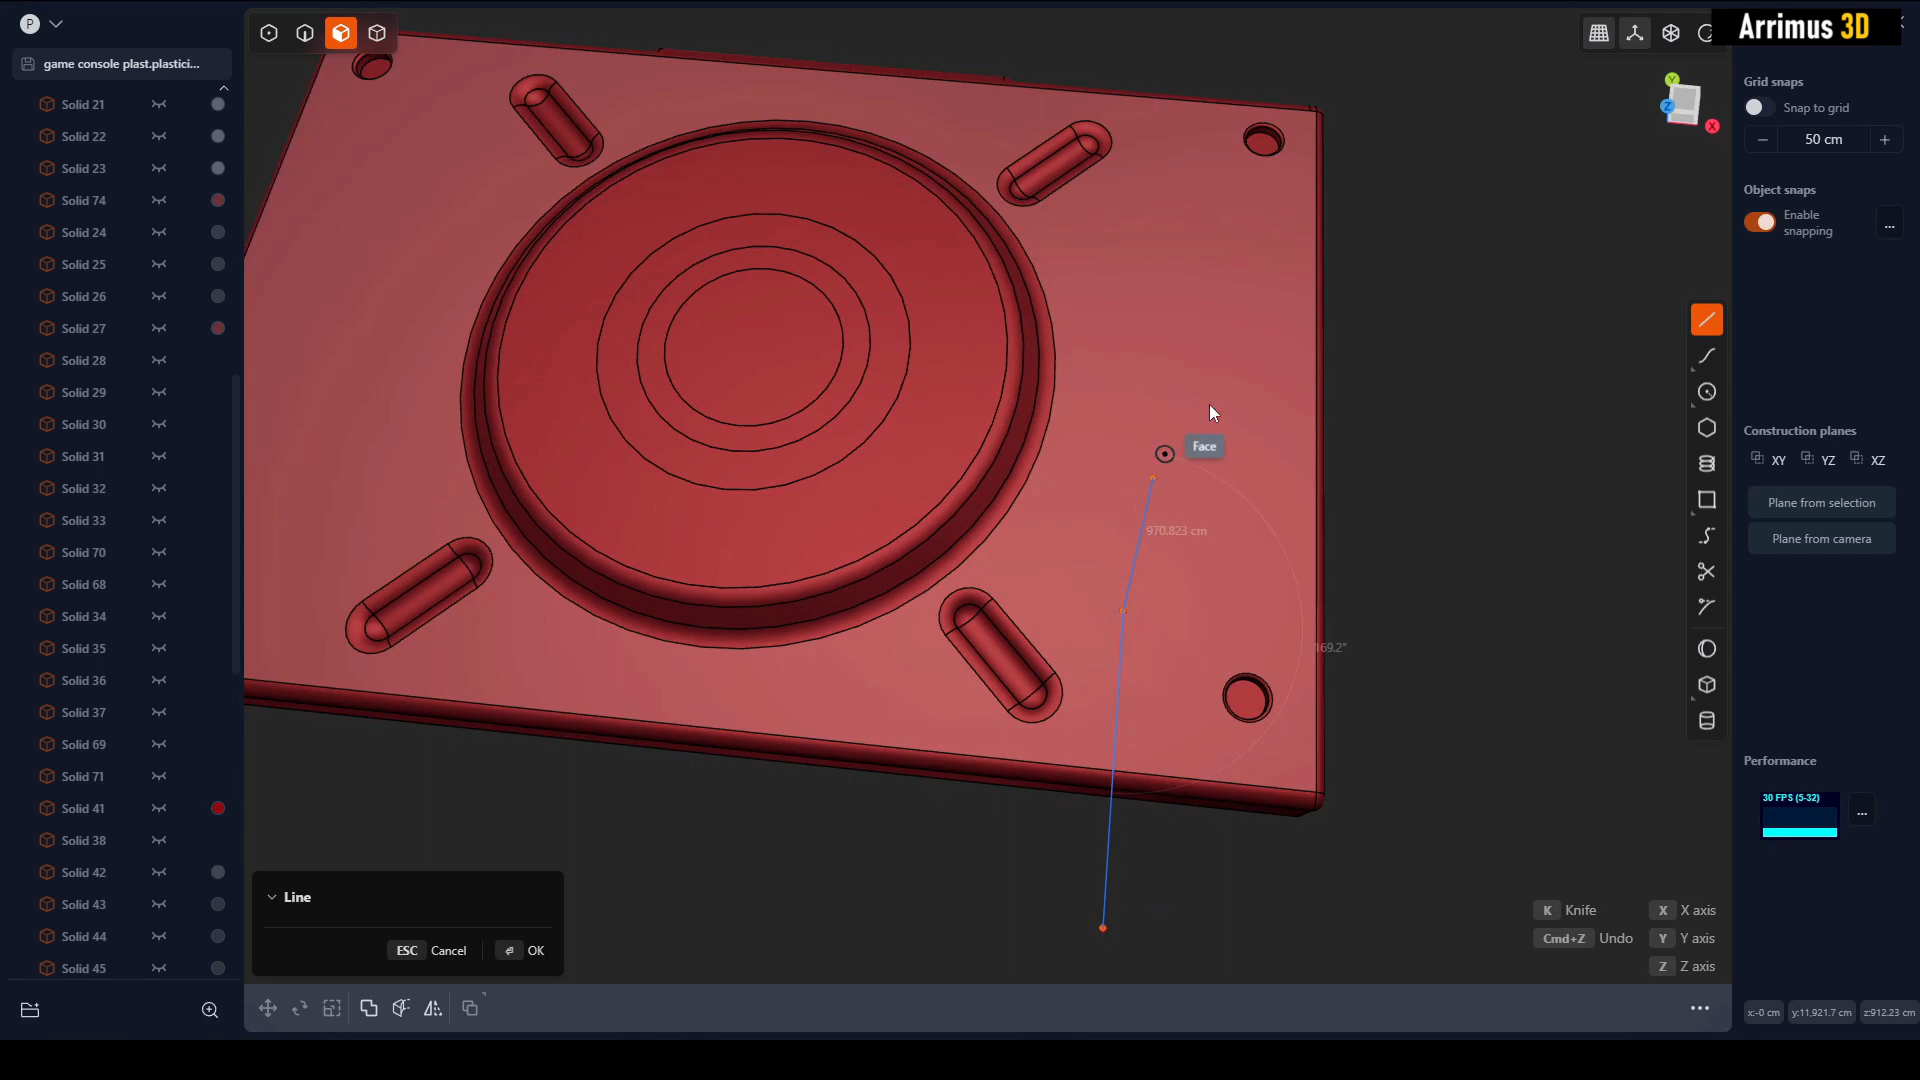 P
game console plast.plastici...
Solid 21
Solid 22
Solid 23
Solid 74
Solid 24
Solid 25
Solid 26
Solid 27
Solid 28
Solid 29
Solid 30
Solid 31
Solid 32
Solid 33
Solid 70
Solid 68
Solid 34
Solid 35
Solid 36
Solid 37
Solid 69
Solid 71
Solid 41
Solid 38
Solid 42
Solid 43
Solid 44
Solid 45
Face
970.823 cm
169.2°
Line
ESC Cancel
OK
K Knife
X X axis
Cmd+Z Undo
Y Y axis
Z Z axis
Arrimus 3D
Y
Z
X
Grid snaps
Snap to grid
50 cm
Object snaps
Enable
snapping
...
Construction planes
XY YZ XZ
Plane from selection
Plane from camera
Performance
30 FPS (5-32)
...
x:-0 cm y:11,921.7 cm z:912.23 cm